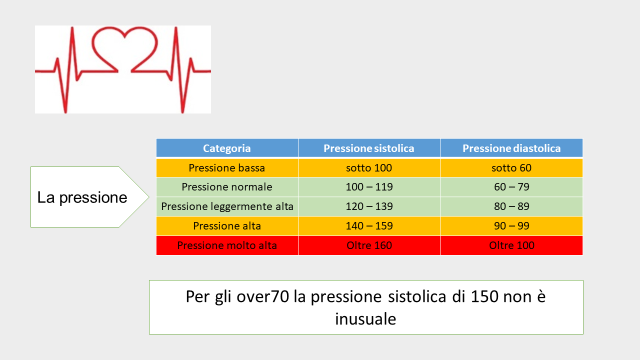 Categoria Pressione sistolica Pressione diastolica
Pressione bassa sotto 100 sotto 60
Pressione normale 100 – 119 60 – 79
La pressione
Pressione leggermente alta 120 – 139 80 – 89
Pressione alta 140 – 159 90 – 99
Pressione molto alta Oltre 160 Oltre 100
Per gli over70 la pressione sistolica di 150 non è
inusuale